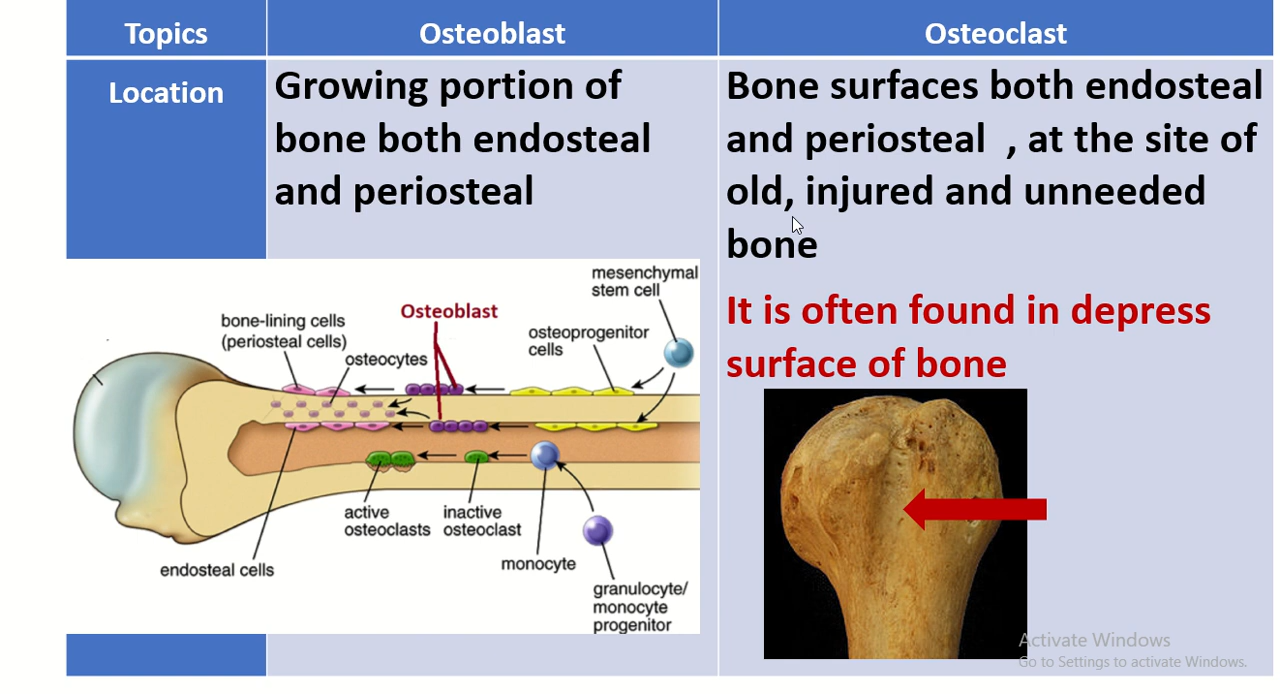 Topics
Osteoblast
Osteoclast
Location
Growing portion of
bone both endosteal
and periosteal
Bone surfaces both endosteal
and periosteal , at the site of
old, injured and unneeded
bone
It is often found in depress
surface of bone
mesenchymal
stem cell
Osteoblast
bone-lining cells
(periosteal cells)
osteoprogenitor
cells
osteocytes
active
osteoclasts
inactive
osteoclast
monocyte
endosteal cells
granulocyte/
monocyte
progenitor
Activate Windows
Go to Settings to activate Windows.